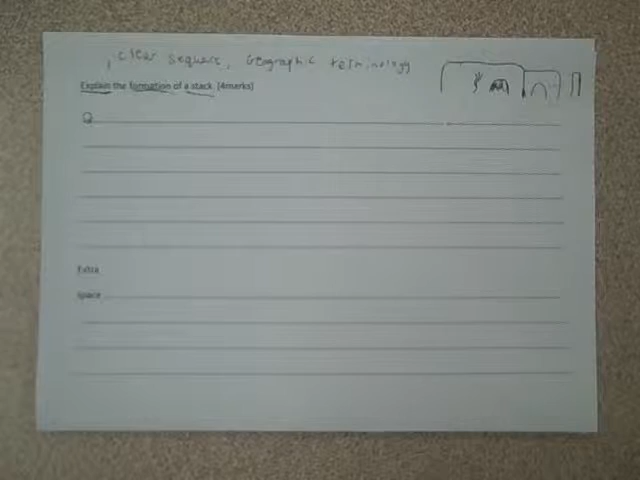 , clear sequence, Geographic terminology
Explain the formation of a stack. [4marks]
Extra
space